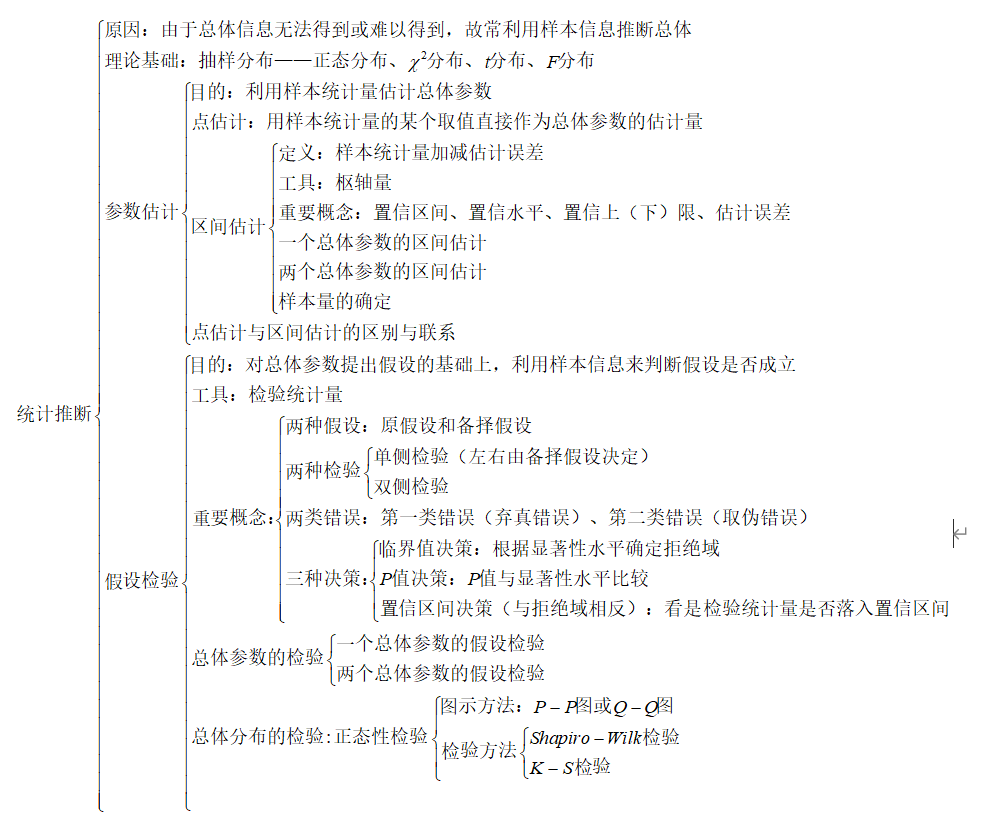 原因：由于总体信息无法得到或难以得到，故常利用样本信息推断总体
理论基础：抽样分布——正态分布、χ²分布、t分布、F分布
目的：利用样本统计量估计总体参数
点估计：用样本统计量的某个取值直接作为总体参数的估计量
定义：样本统计量加减估计误差
工具：枢轴量
参数估计
重要概念：置信区间、置信水平、置信上（下）限、估计误差
区间估计
一个总体参数的区间估计
两个总体参数的区间估计
样本量的确定
点估计与区间估计的区别与联系
目的：对总体参数提出假设的基础上，利用样本信息来判断假设是否成立
工具：检验统计量
统计推断
两种假设：原假设和备择假设
单侧检验（左右由备择假设决定）
两种检验
双侧检验
重要概念：
两类错误：第一类错误（弃真错误）、第二类错误（取伪错误）
临界值决策：根据显著性水平确定拒绝域
假设检验
三种决策：
P值决策：P值与显著性水平比较
置信区间决策（与拒绝域相反）：看是检验统计量是否落入置信区间
一个总体参数的假设检验
总体参数的检验
两个总体参数的假设检验
图示方法：P－P图或Q－Q图
总体分布的检验：正态性检验
Shapiro－Wilk检验
检验方法
K－S检验